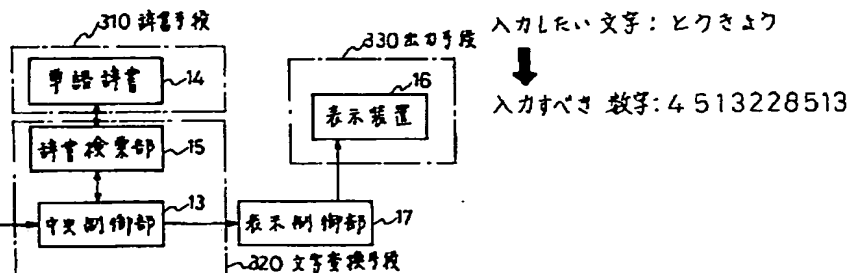 310 辞書手段
単語辞書
14
辞書検索部
15
中央制御部
13
320 文字変換手段
表示制御部
17
330 出力手段
表示装置
16
入力したい文字: とっきょう
入力すべき 数字: 4513228513